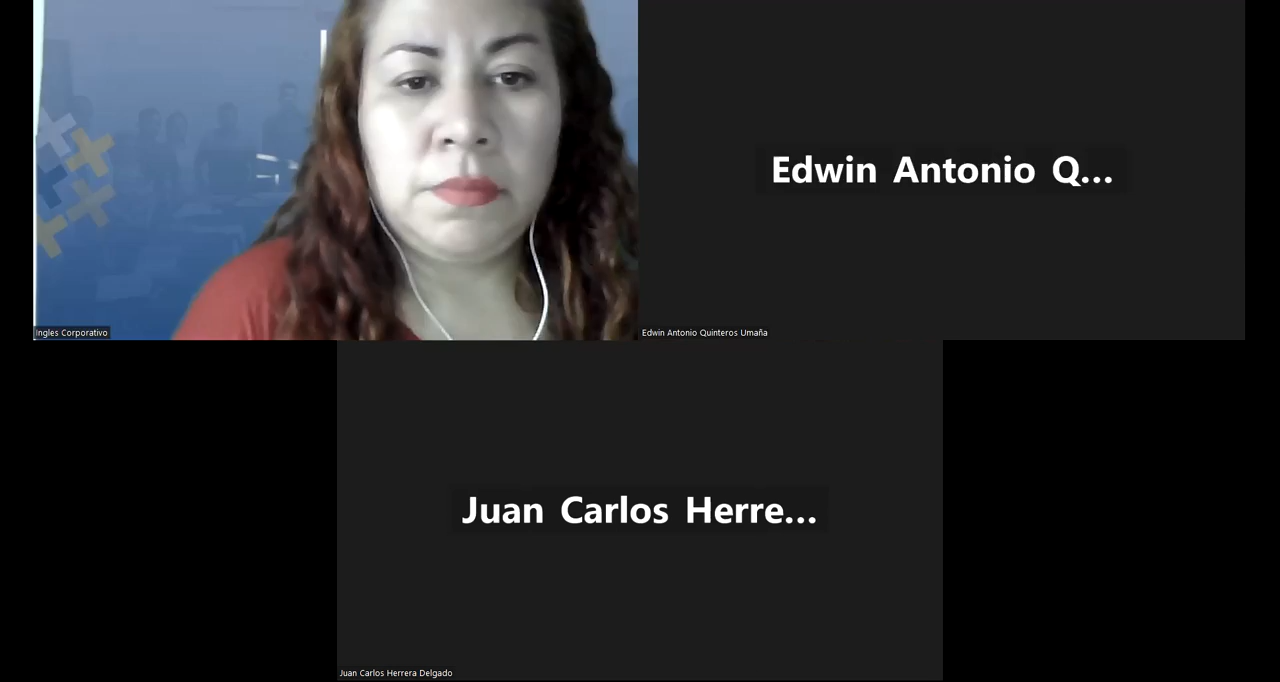 Edwin Antonio Q...
Ingles Corporativo
Edwin Antonio Quinteros Umaña
Juan Carlos Herre...
Juan Carlos Herrera Delgado